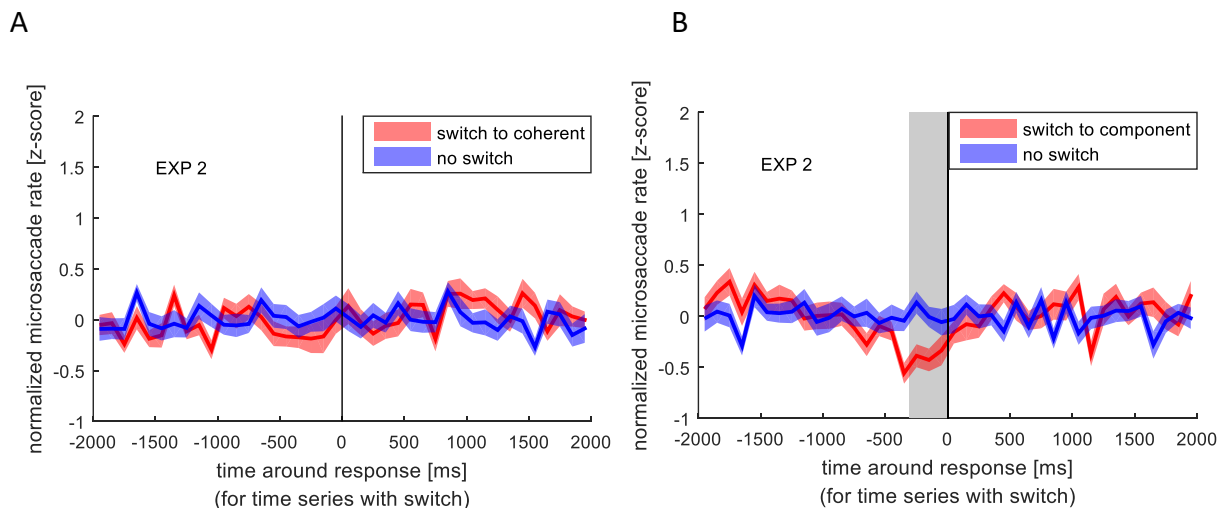 A
normalized microsaccade rate [z-score]
2
1.5
1
0.5
0
-0.5
-1
EXP 2
switch to coherent
no switch
-2000 -1500 -1000 -500 0 500 1000 1500 2000
time around response [ms]
(for time series with switch)
B
normalized microsaccade rate [z-score]
2
1.5
1
0.5
0
-0.5
-1
EXP 2
switch to component
no switch
-2000 -1500 -1000 -500 0 500 1000 1500 2000
time around response [ms]
(for time series with switch)